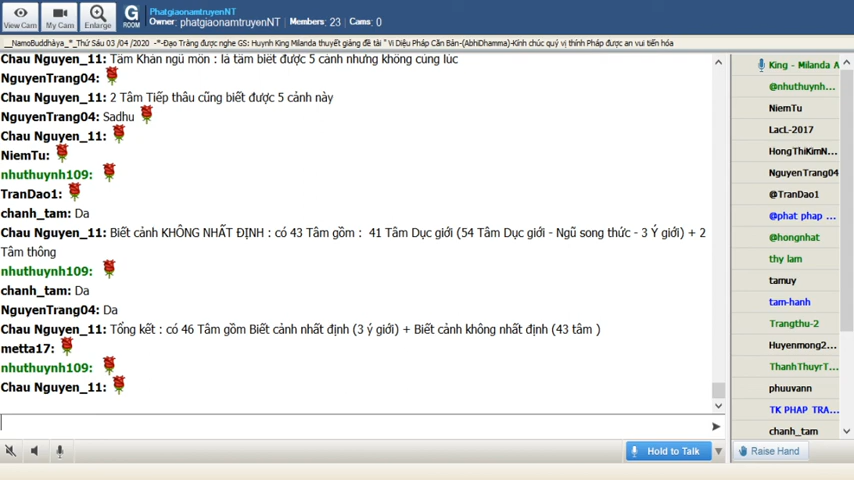 PhatgiaonamtruyenNT
Owner: phatgiaonamtruyenNT | Members: 23 | Cams: 0
View Cam
My Cam
Enlarge
G
ROOM
__NamoBuddhàya_*_Thứ Sáu 03 /04 /2020 -*-Đạo Tràng được nghe GS: Huynh King Milanda thuyết giảng đề tài " Vi Diệu Pháp Căn Bản-(AbhiDhamma)-Kính chúc quý vị thính Pháp được an vui tiến hóa
Chau Nguyen_11: Tâm Khán ngũ môn : là tâm biết được 5 cảnh nhưng không cùng lúc
NguyenTrang04:
Chau Nguyen_11: 2 Tâm Tiếp thâu cũng biết được 5 cảnh này
NguyenTrang04: Sadhu
Chau Nguyen_11:
NiemTu:
nhuthuynh109:
TranDao1:
chanh_tam: Da
Chau Nguyen_11: Biết cảnh KHÔNG NHẤT ĐỊNH : có 43 Tâm gồm : 41 Tâm Dục giới (54 Tâm Dục giới - Ngũ song thức - 3 Ý giới) + 2
Tâm thông
nhuthuynh109:
chanh_tam: Da
NguyenTrang04: Da
Chau Nguyen_11: Tổng kết : có 46 Tâm gồm Biết cảnh nhất định (3 ý giới) + Biết cảnh không nhất định (43 tâm )
metta17:
nhuthuynh109:
Chau Nguyen_11:
Hold to Talk
King - Milanda A
@nhuthuynh...
NiemTu
LacL-2017
HongThiKimN...
NguyenTrang04
@TranDao1
@phat phap ...
@hongnhat
thy lam
tamuy
tam-hanh
Trangthu-2
Huyenmong2...
ThanhThuyrT...
phuuvann
TK PHAP TRA...
chanh_tam
Raise Hand